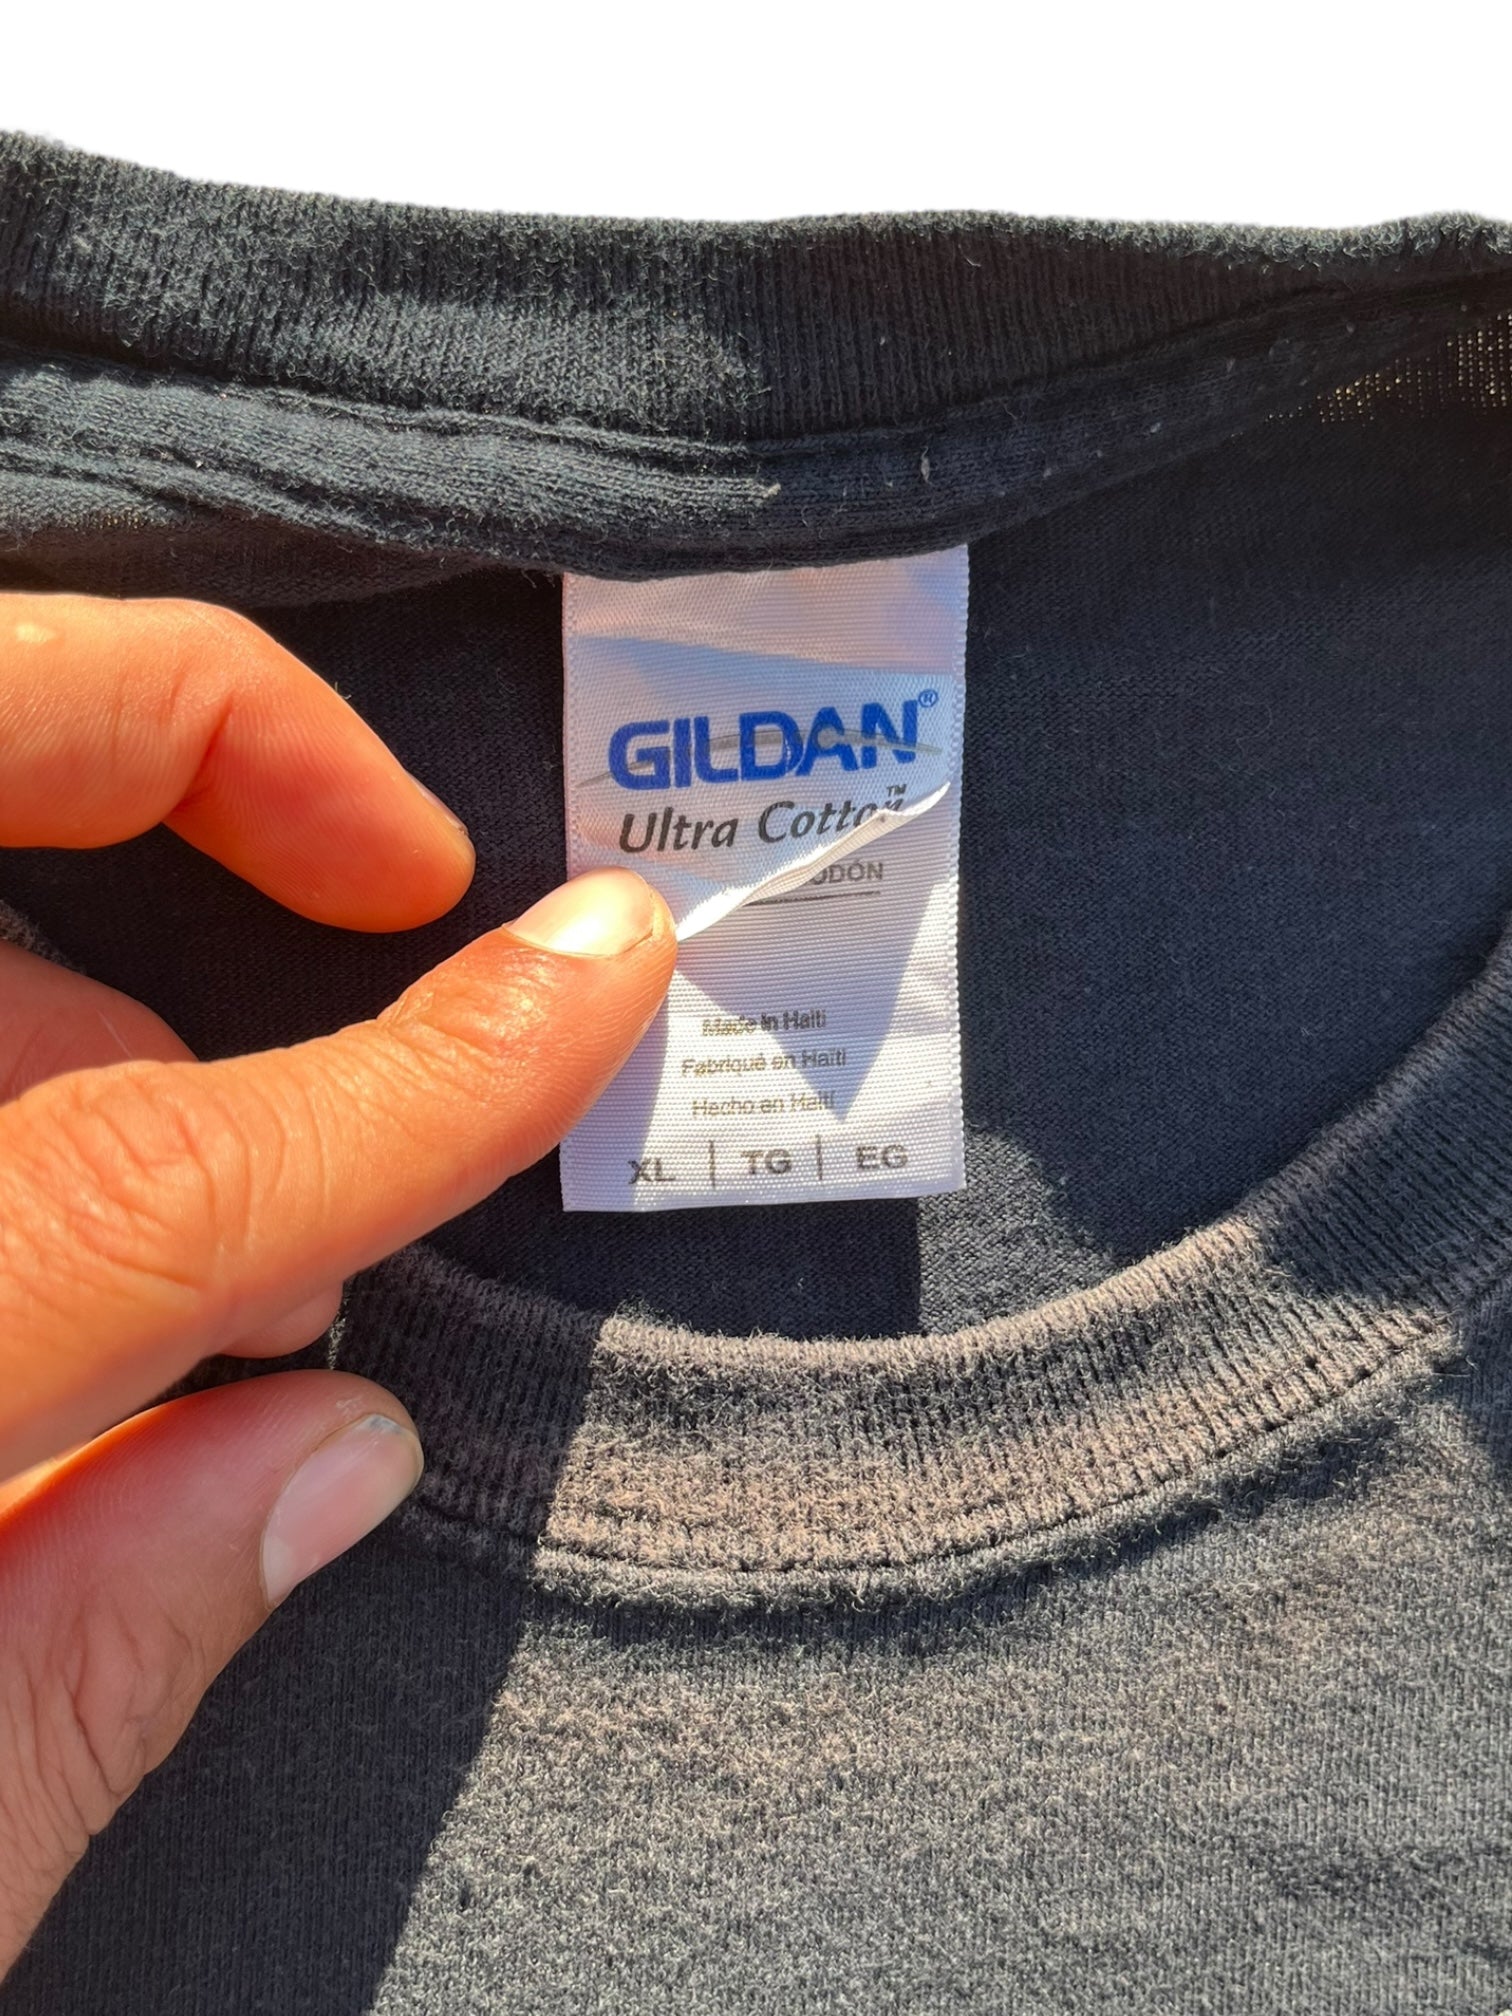 GILDAN®
Ultra Cotton™
Made in Haiti
Fabriqué en Haïti
Hecho en Haití
XL | TG | EG